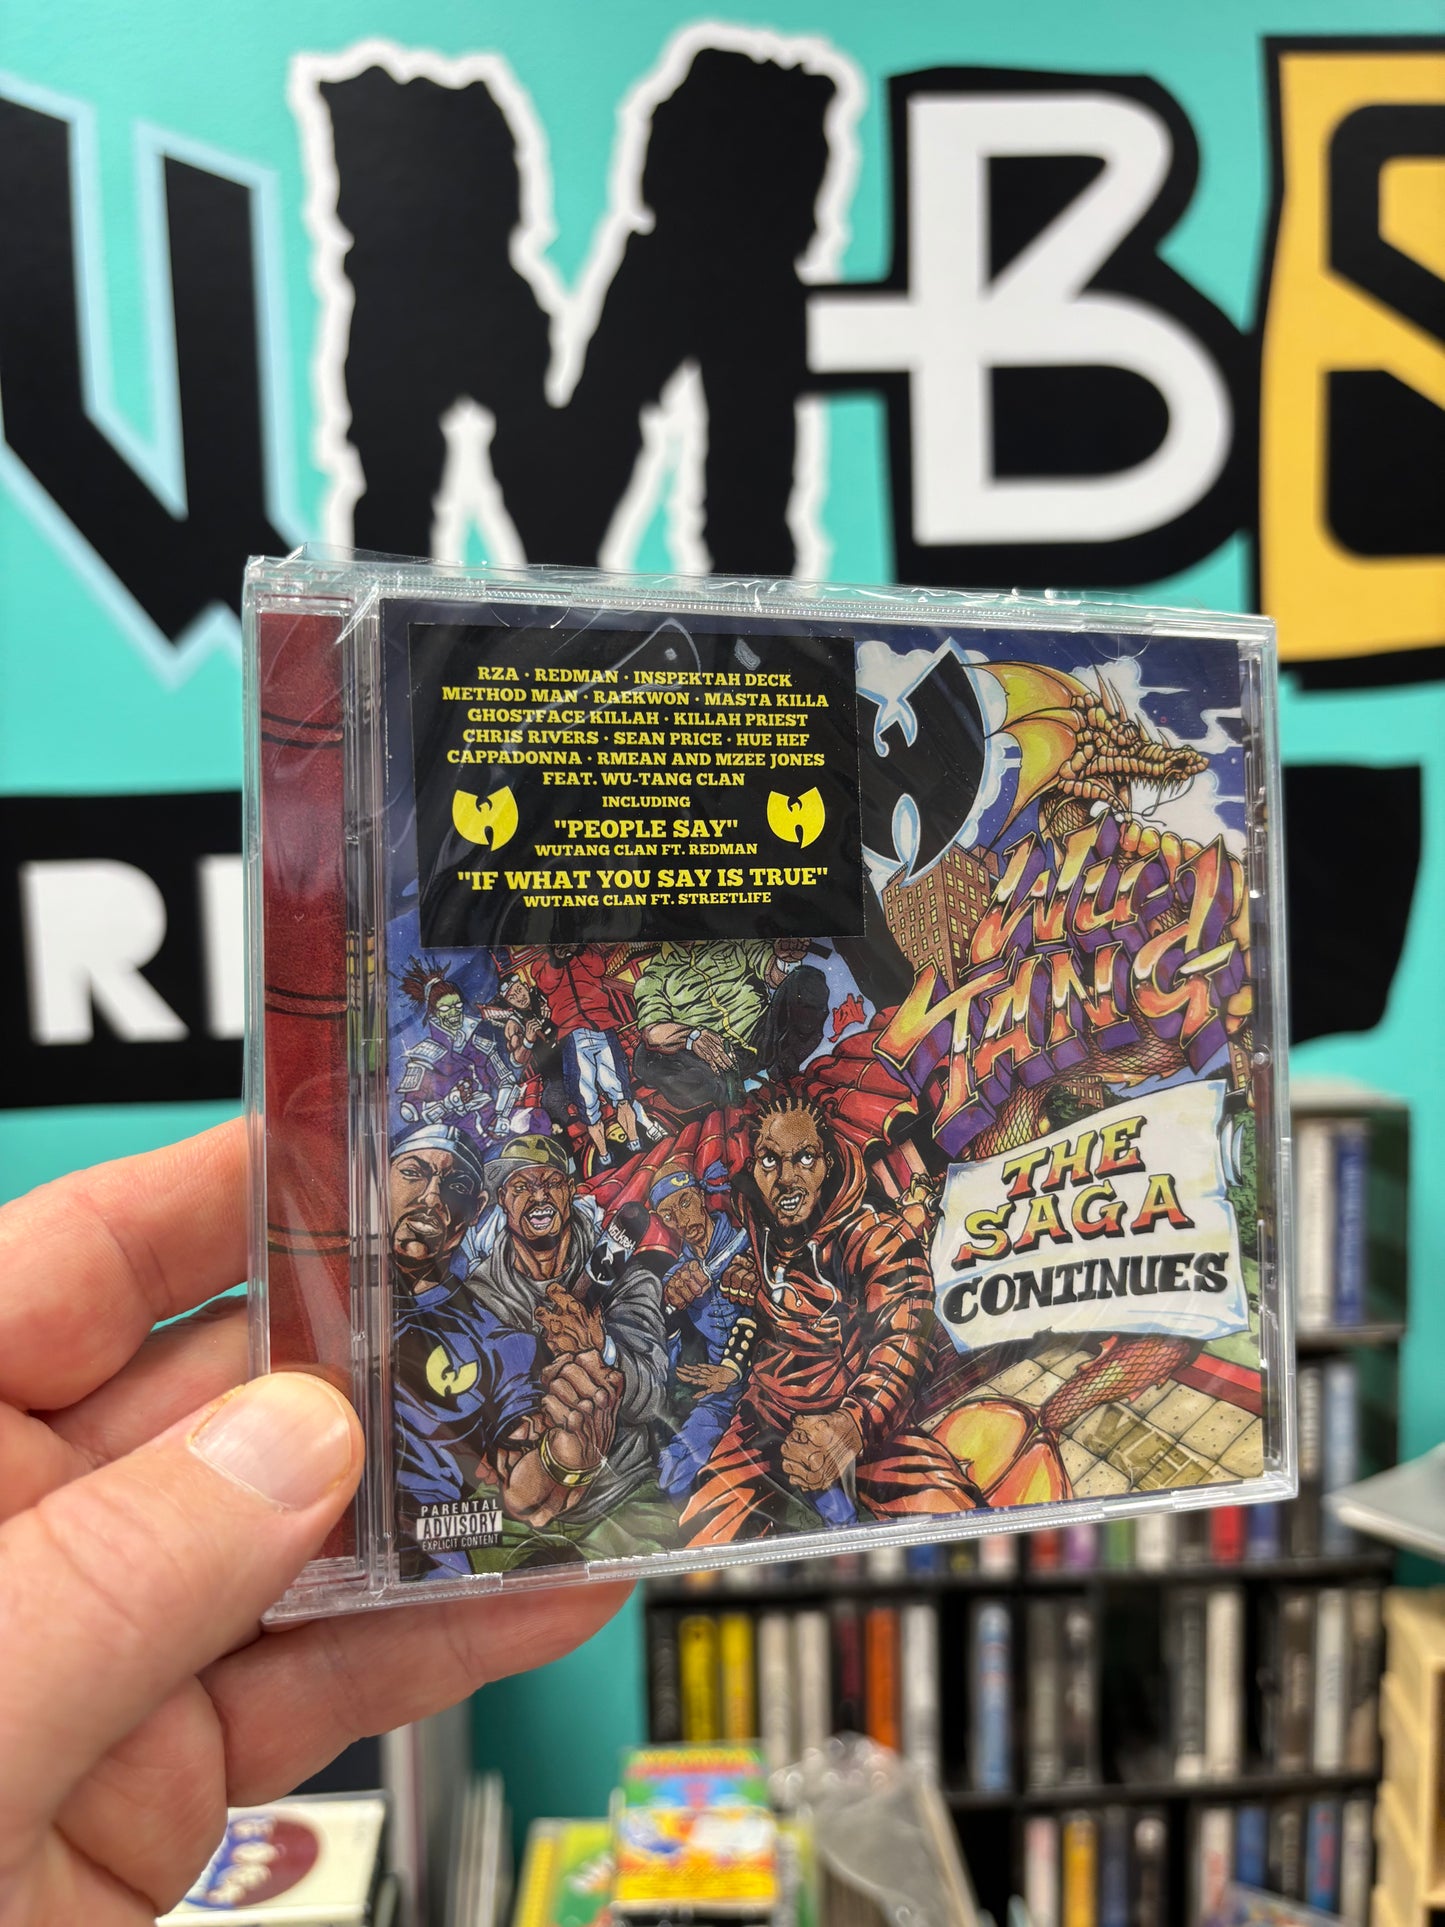 UMBS
RE
RZA · REDMAN · INSPEKTAH DECK
METHOD MAN · RAEKWON · MASTA KILLA
GHOSTFACE KILLAH · KILLAH PRIEST
CHRIS RIVERS · SEAN PRICE · HUE HEF
CAPPADONNA · RMEAN AND MZEE JONES
FEAT. WU-TANG CLAN
INCLUDING
"PEOPLE SAY"
WUTANG CLAN FT. REDMAN
"IF WHAT YOU SAY IS TRUE"
WUTANG CLAN FT. STREETLIFE
WU-
TANG
THE
SAGA
CONTINUES
PARENTAL
ADVISORY
EXPLICIT CONTENT